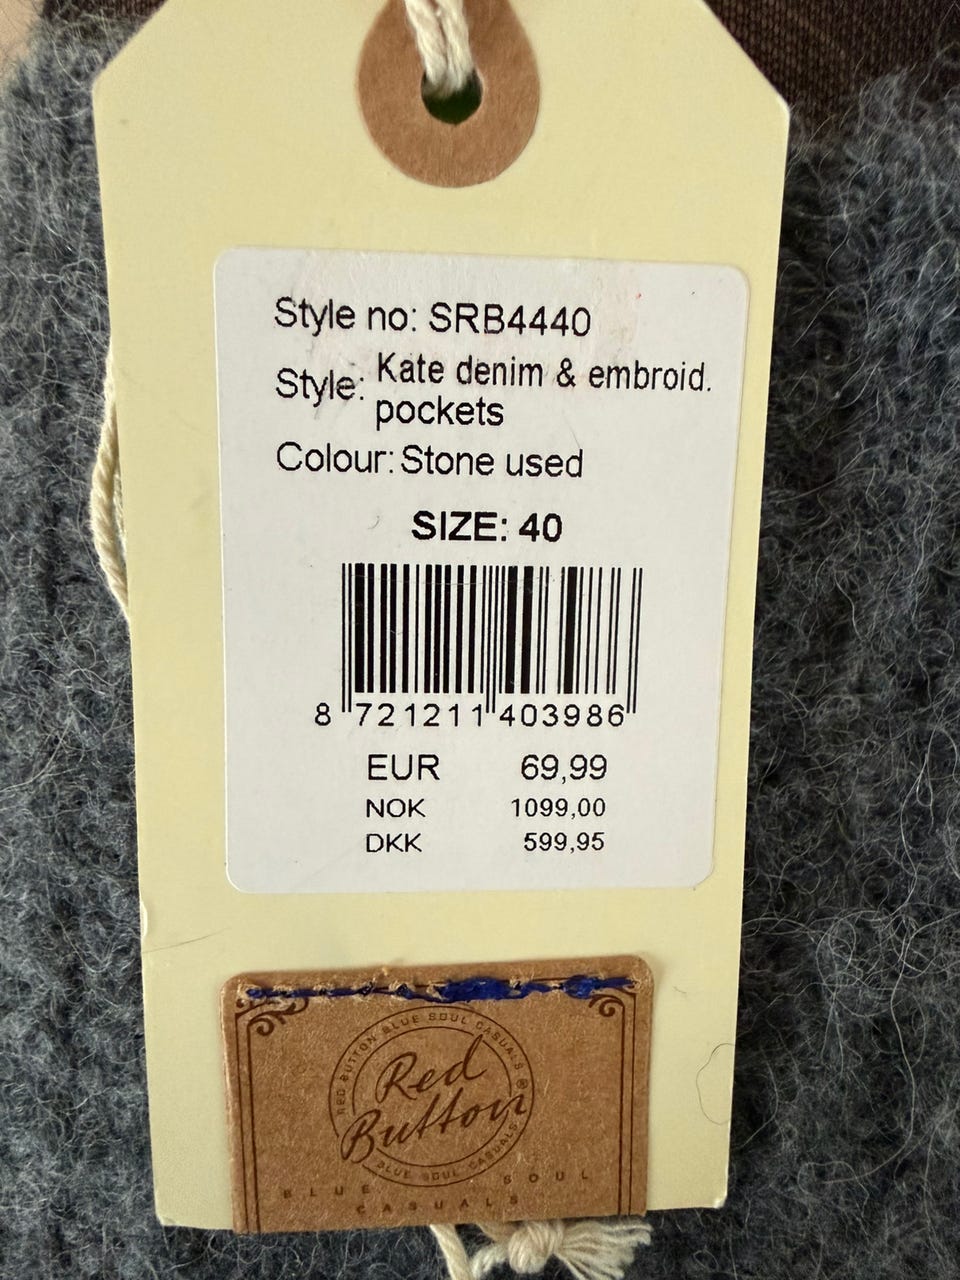 Style no: SRB4440
Style: Kate denim & embroid.
pockets
Colour: Stone used
SIZE: 40
8 721211 403986
EUR 69,99
NOK 1099,00
DKK 599,95
RED BUTTON BLUE SOUL CASUALS ®
Red
Button
BLUE SOUL CASUALS
BLUE SOUL
CASUALS